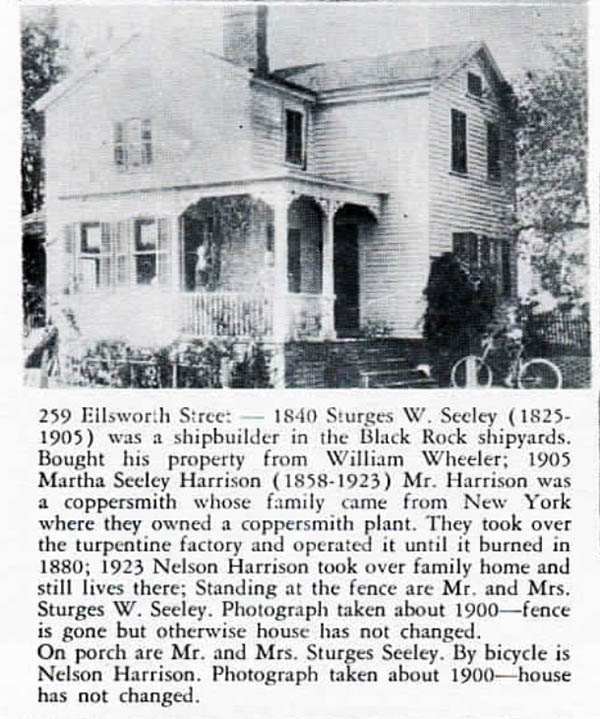 259 Eilsworth Street — 1840 Sturges W. Seeley (1825-
1905) was a shipbuilder in the Black Rock shipyards.
Bought his property from William Wheeler; 1905
Martha Seeley Harrison (1858-1923) Mr. Harrison was
a coppersmith whose family came from New York
where they owned a coppersmith plant. They took over
the turpentine factory and operated it until it burned in
1880; 1923 Nelson Harrison took over family home and
still lives there; Standing at the fence are Mr. and Mrs.
Sturges W. Seeley. Photograph taken about 1900—fence
is gone but otherwise house has not changed.
On porch are Mr. and Mrs. Sturges Seeley. By bicycle is
Nelson Harrison. Photograph taken about 1900—house
has not changed.